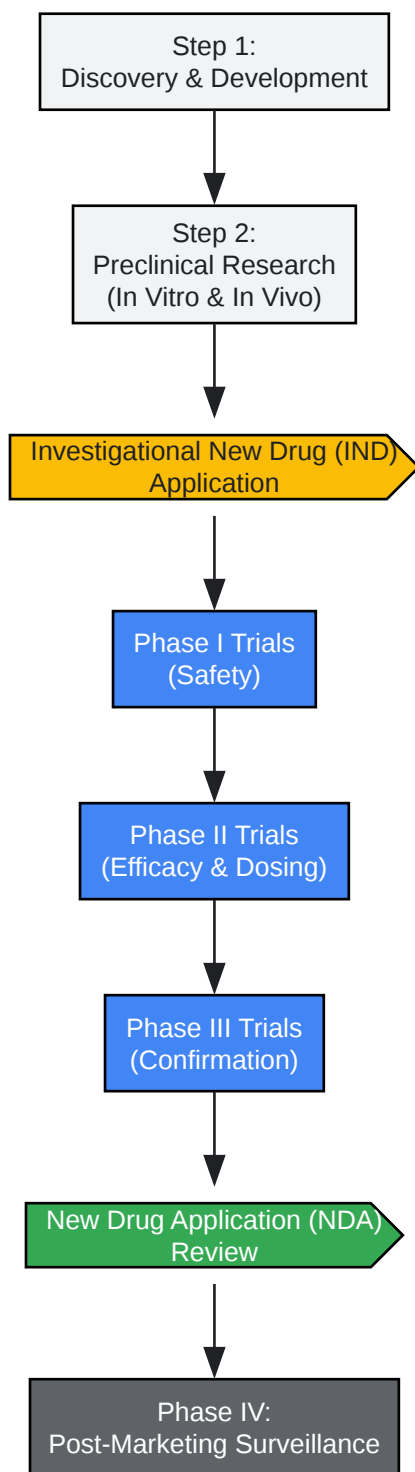 Step 1:
Discovery & Development
Step 2:
Preclinical Research
(In Vitro & In Vivo)
Investigational New Drug (IND)
Application
Phase I Trials
(Safety)
Phase II Trials
(Efficacy & Dosing)
Phase III Trials
(Confirmation)
New Drug Application (NDA)
Review
Phase IV:
Post-Marketing Surveillance